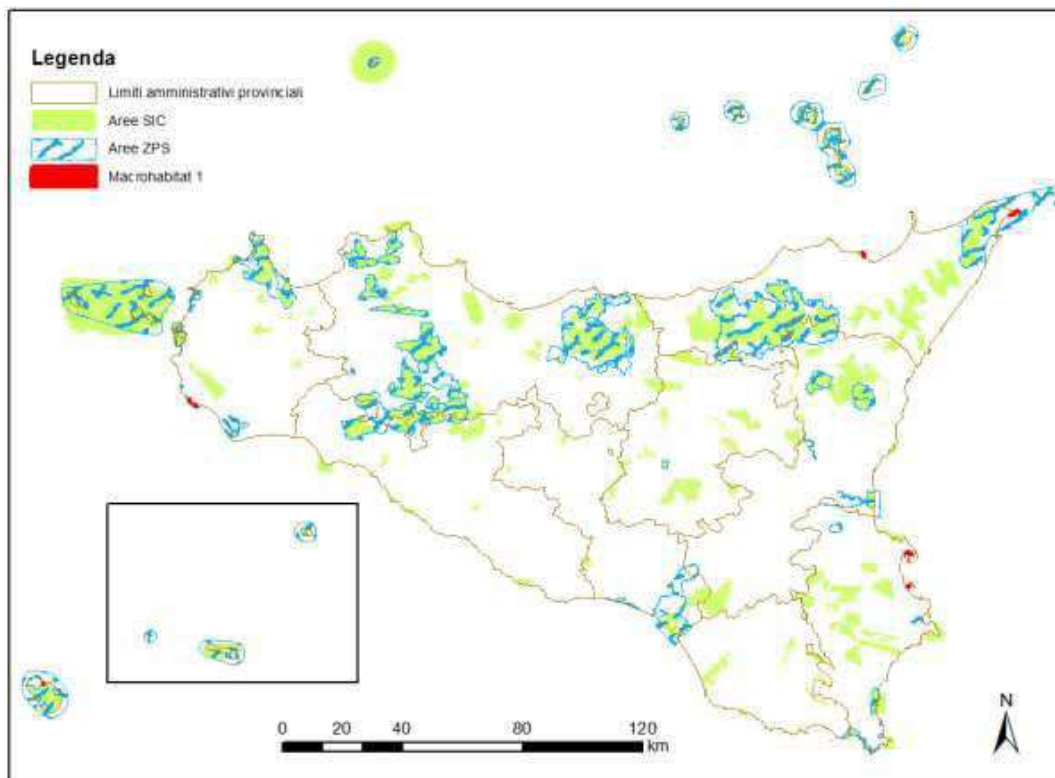 Legenda
Limiti amministrativi provinciali
Aree SIC
Aree ZPS
Macrohabitat 1
N
0 20 40 80 120
km